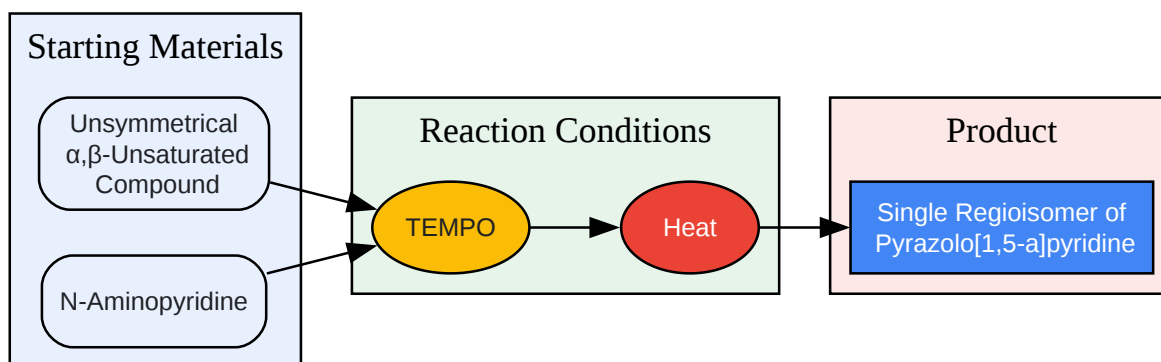 Starting Materials
Unsymmetrical
α,β-Unsaturated
Compound
N-Aminopyridine
Reaction Conditions
TEMPO
Heat
Product
Single Regioisomer of
Pyrazolo[1,5-a]pyridine